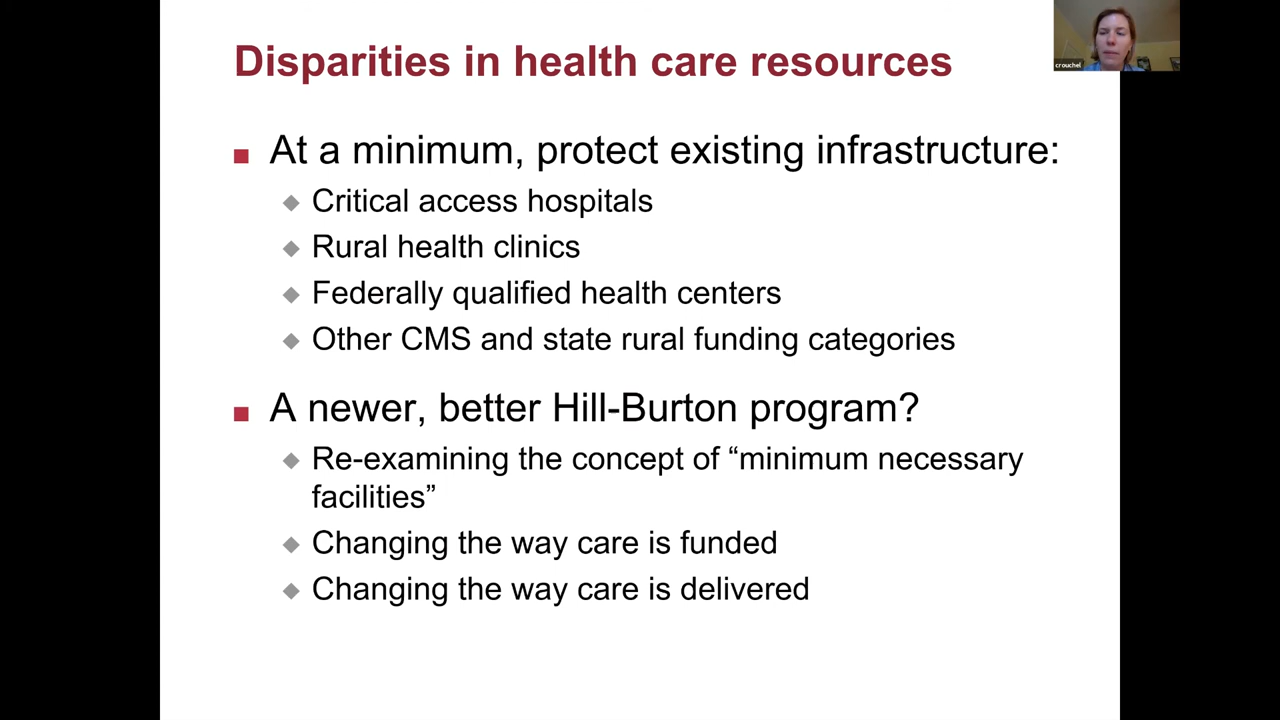 Disparities in health care resources
crouchel
At a minimum, protect existing infrastructure:
Critical access hospitals
Rural health clinics
Federally qualified health centers
Other CMS and state rural funding categories
A newer, better Hill-Burton program?
Re-examining the concept of “minimum necessary
facilities”
Changing the way care is funded
Changing the way care is delivered